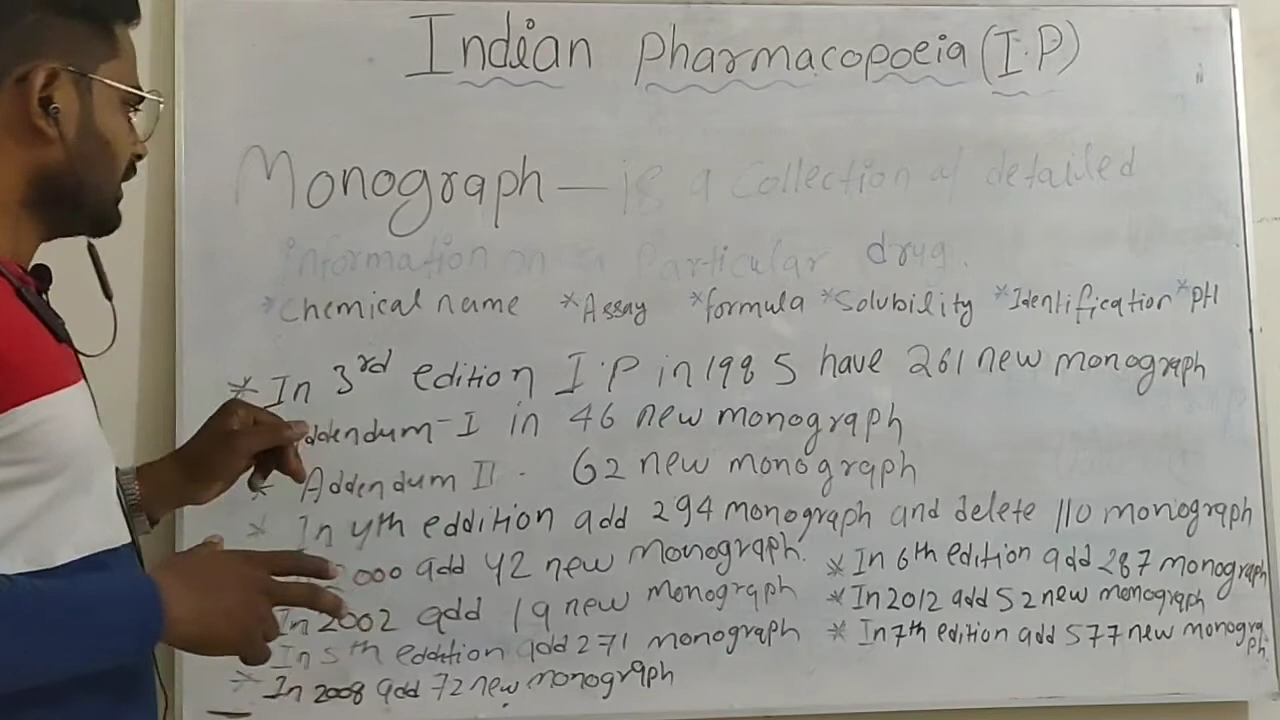 Indian Pharmacopoeia (I.P)
Monograph — is a collection of detailed
information on a Particular drug.
*Chemical name *Assay *formula *Solubility *Identification *pH
* In 3rd edition I.P in 1985 have 261 new monograph
ddendum-I in 46 new monograph
* Addendum II - 62 new monograph
* In 4th eddition add 294 monograph and delete 110 monograph
000 add 42 new monograph.
In 2002 add 19 new monograph
In 5th eddition add 271 monograph
* In 2008 add 72 new monograph
* In 6th edition add 287 monograph
* In 2012 add 52 new monograph
* In 7th edition add 577 new monogra
ph.